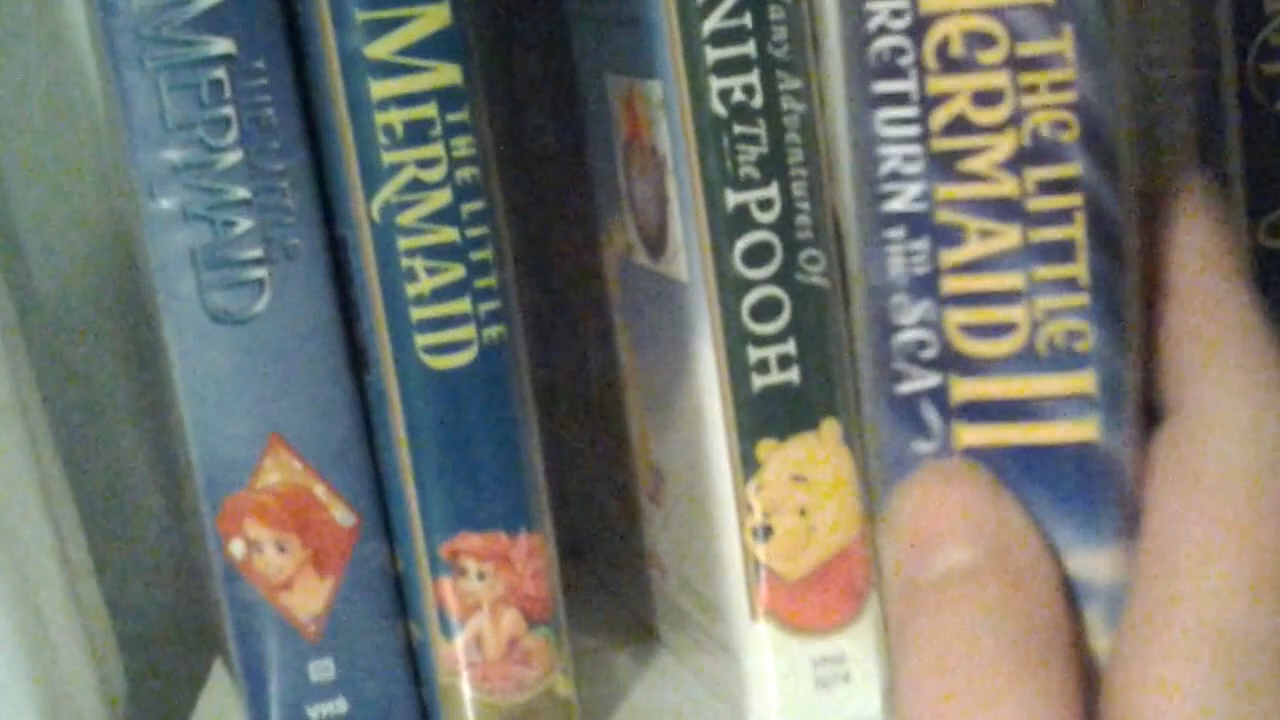 THE LITTLE
MERMAID
VHS
THE LITTLE
MERMAID
Many Adventures Of
NIE The POOH
THE LITTLE
MERMAID II
RETURN TO THE SEA